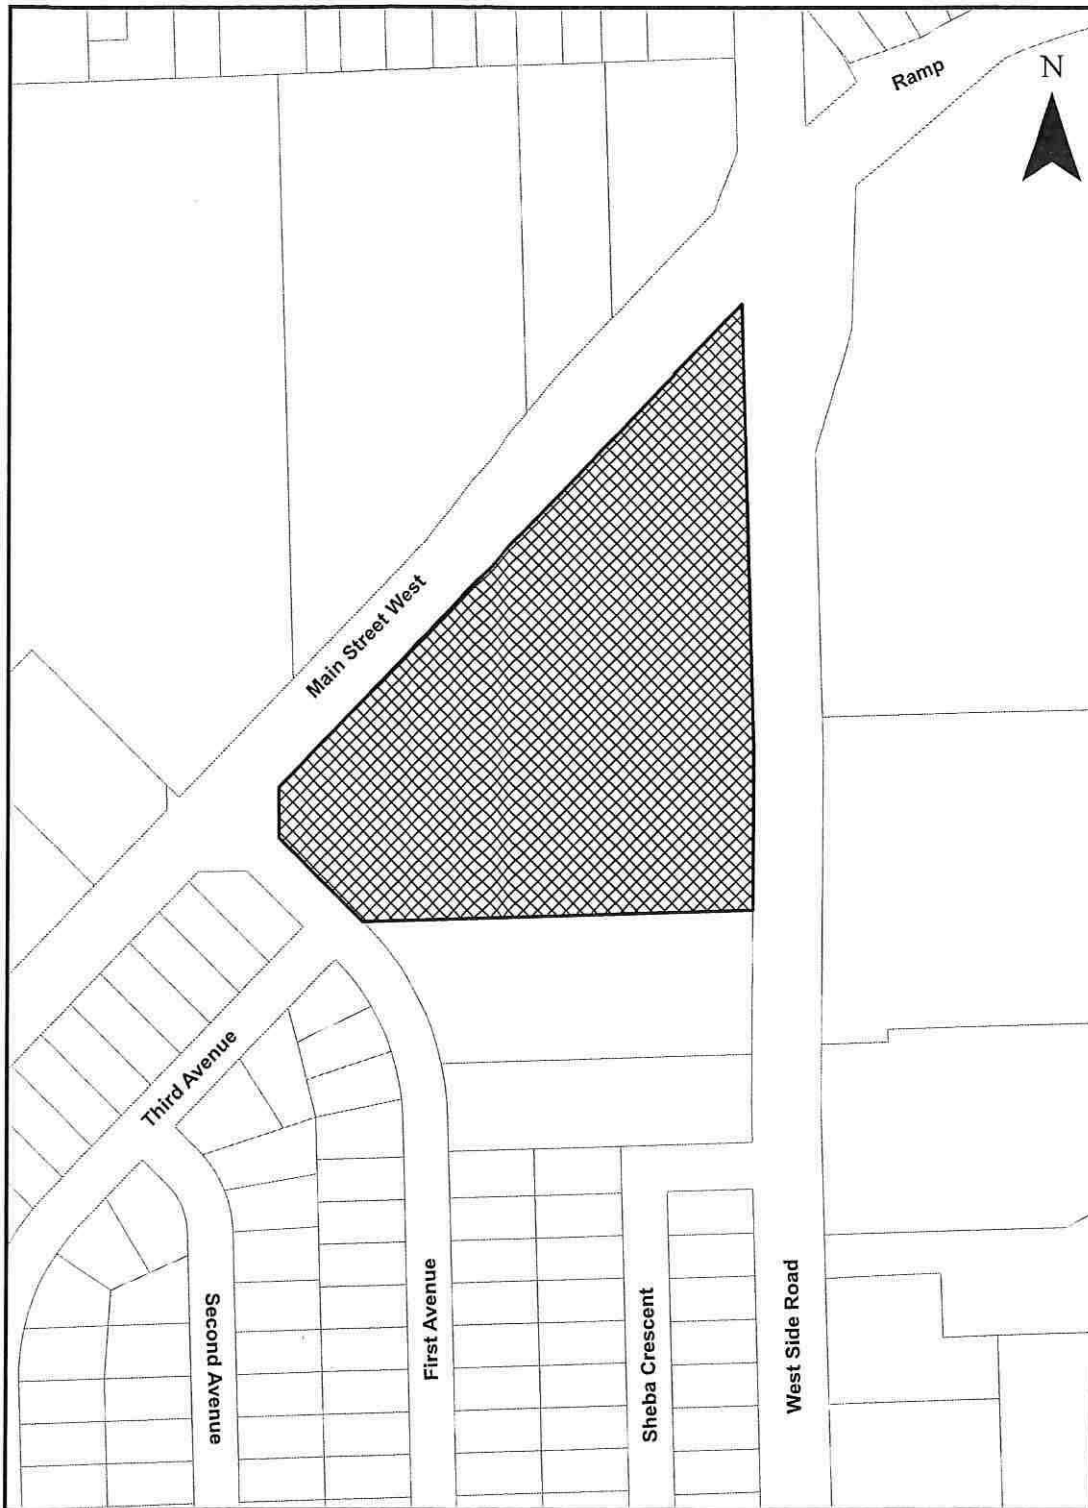 Ramp
N
Main Street West
Third Avenue
Second Avenue
First Avenue
Sheba Crescent
West Side Road